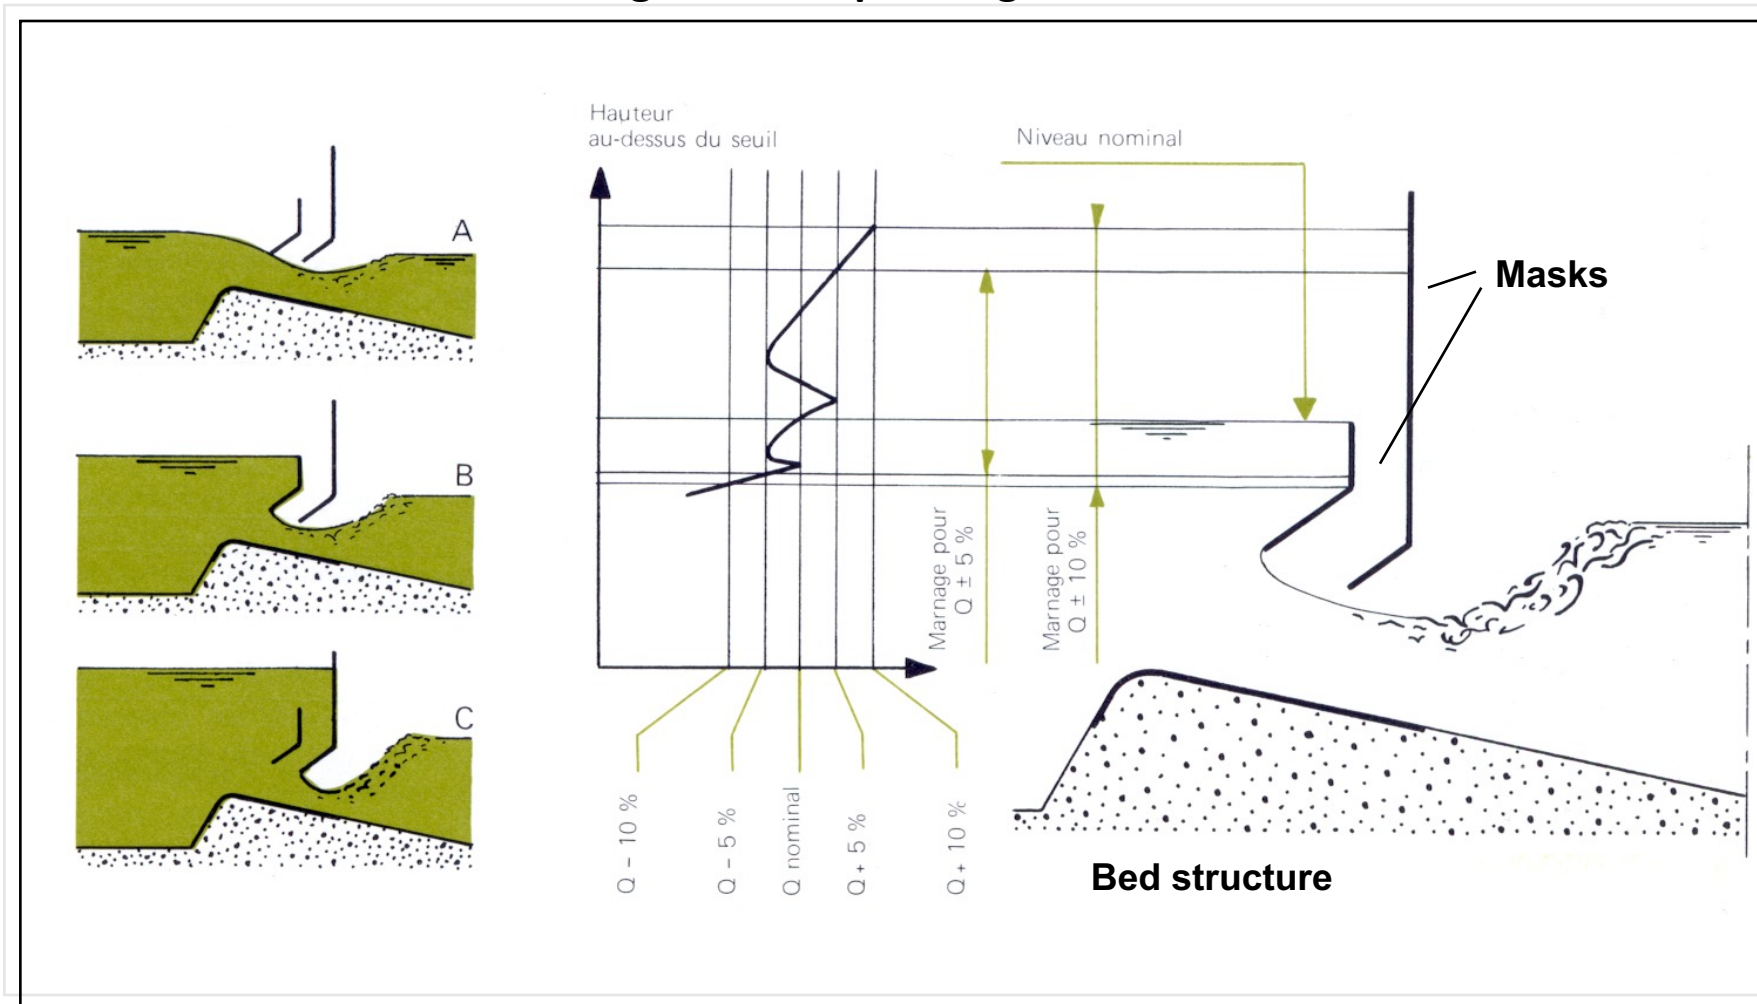 A
B
C
Hauteur
au-dessus du seuil
Niveau nominal
Masks
Marnage pour
Q ± 5 %
Marnage pour
Q ± 10 %
Q - 10 %
Q - 5 %
Q nominal
Q + 5 %
Q + 10 %
Bed structure